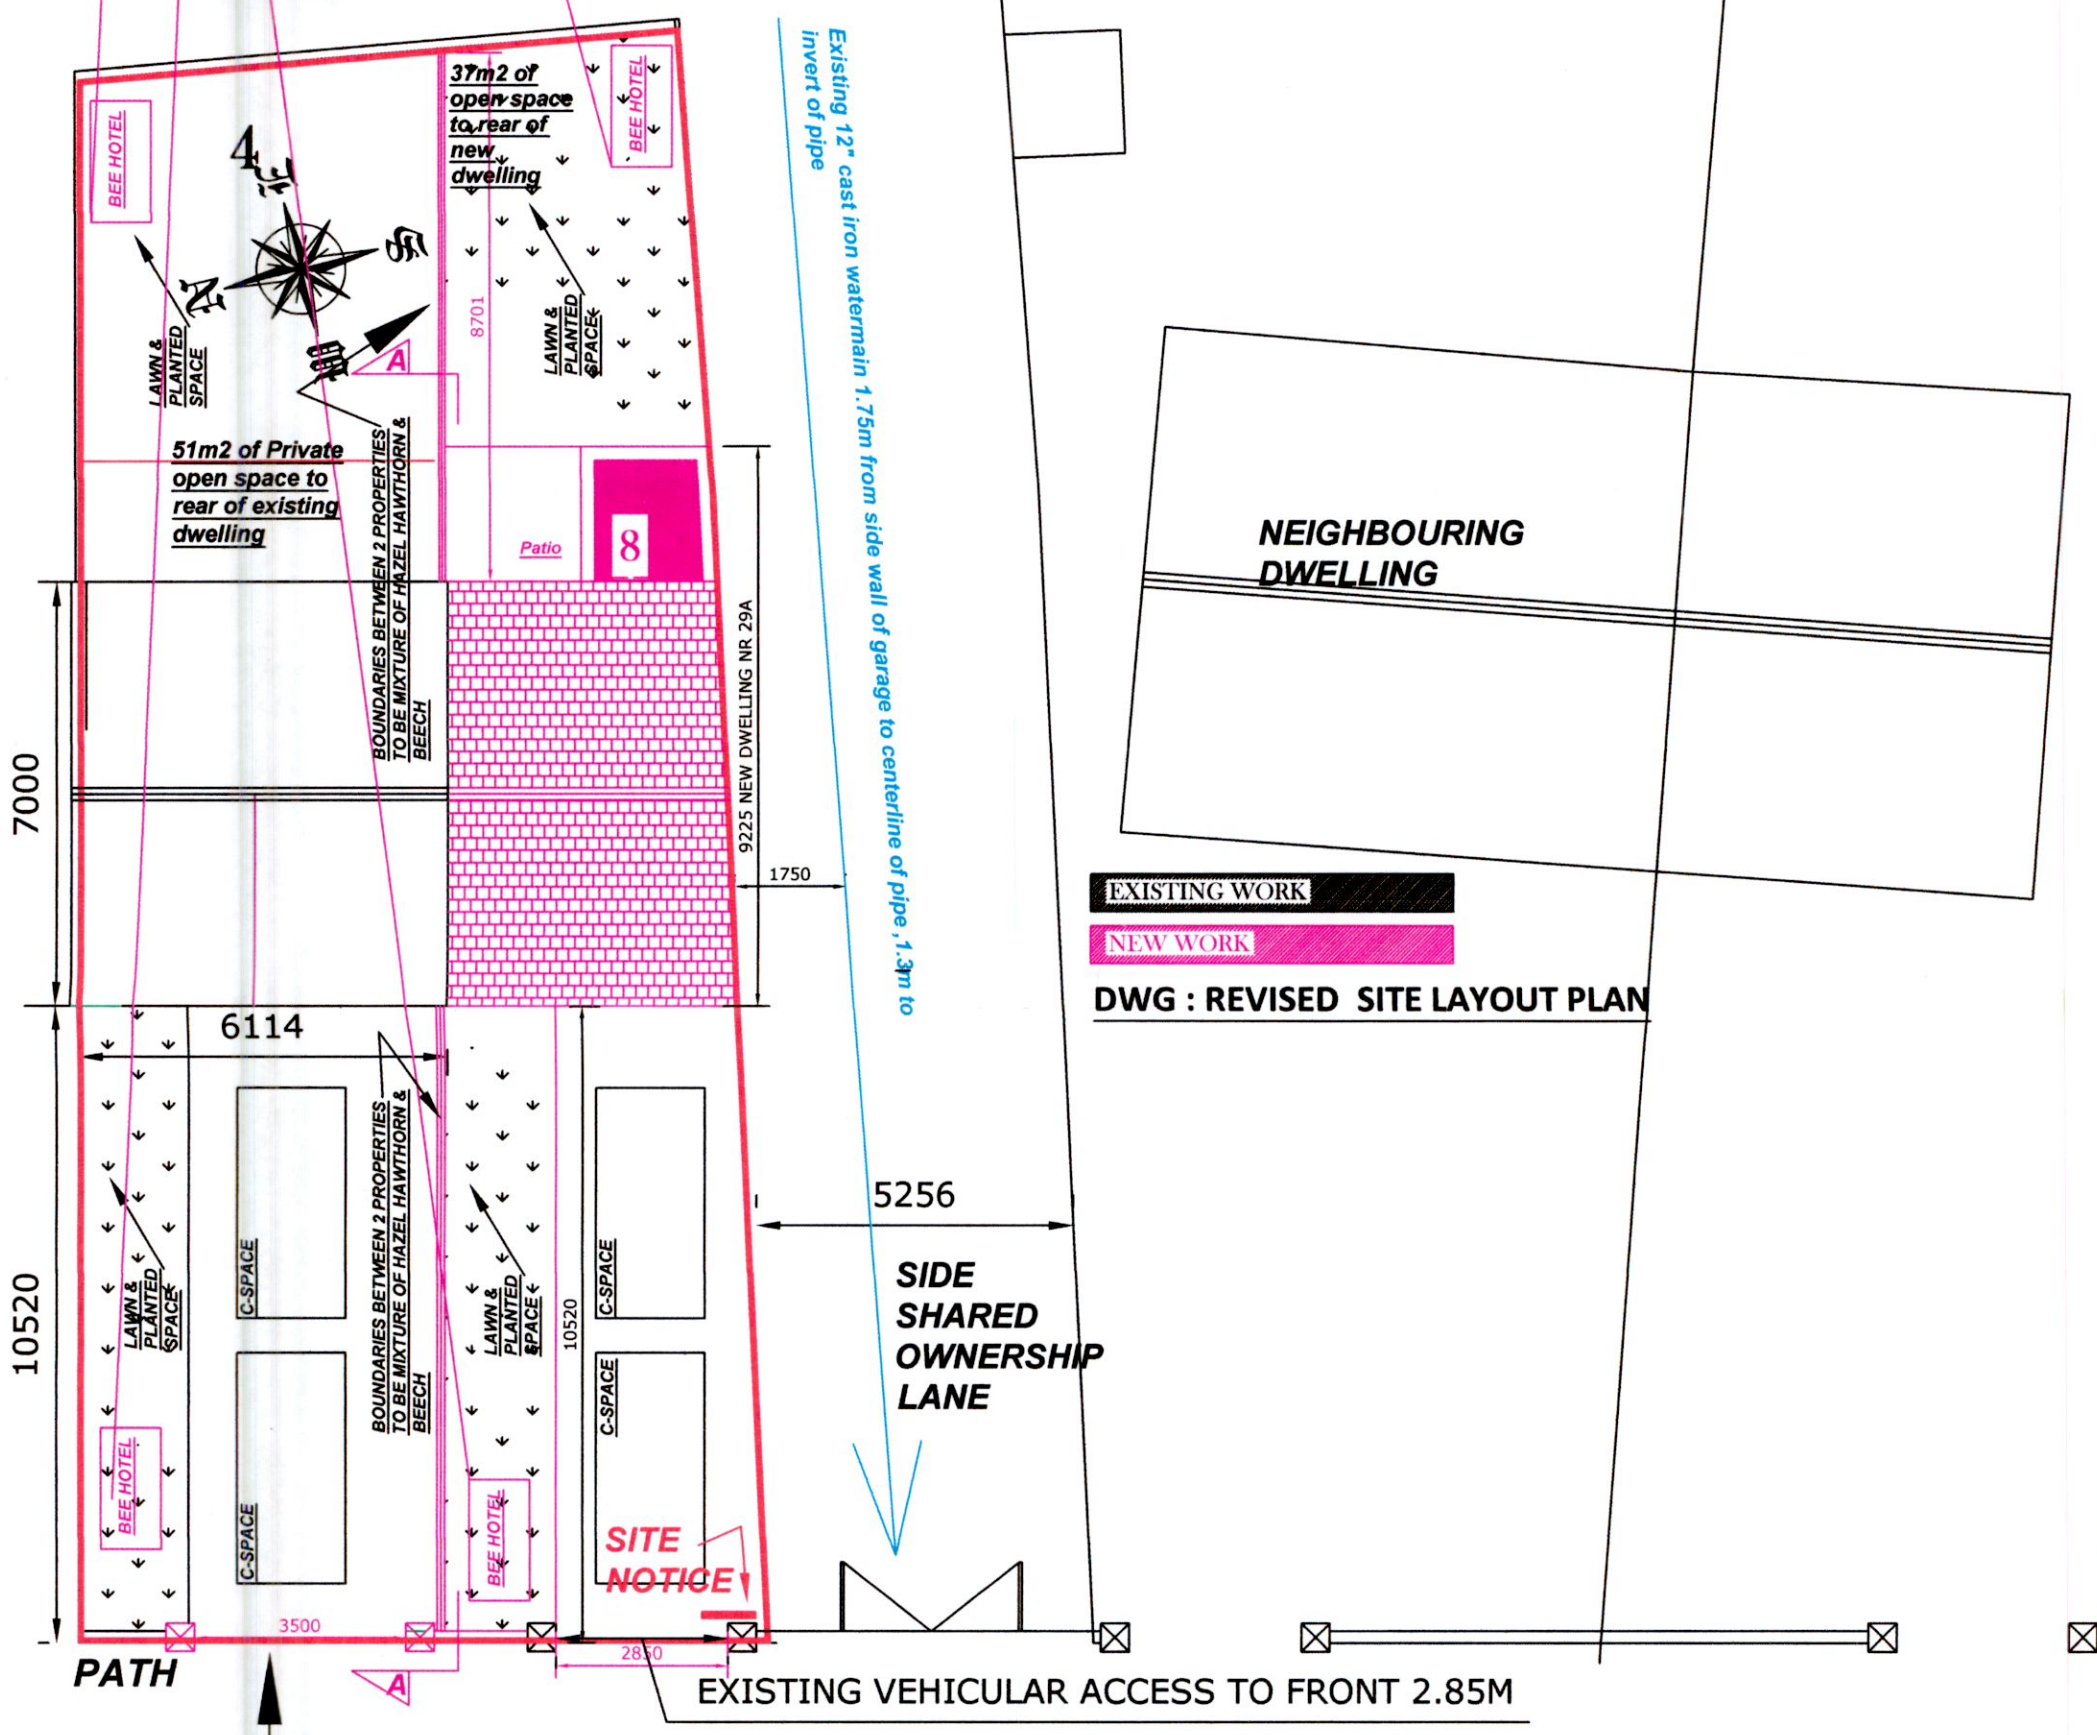 37m2 of
open space
to rear of
new
dwelling
BEE HOTEL
BEE HOTEL
Existing 12" cast iron watermain 1.75m from side wall of garage to centerline of pipe ,1.3m to
invert of pipe
4
E
S
N
W
LAWN &
PLANTED
SPACE
LAWN &
PLANTED
SPACE
8701
A
51m2 of Private
open space to
rear of existing
dwelling
BOUNDARIES BETWEEN 2 PROPERTIES
TO BE MIXTURE OF HAZEL HAWTHORN &
BEECH
Patio
8
NEIGHBOURING
DWELLING
9225 NEW DWELLING NR 29A
7000
1750
EXISTING WORK
NEW WORK
DWG : REVISED SITE LAYOUT PLAN
6114
BOUNDARIES BETWEEN 2 PROPERTIES
TO BE MIXTURE OF HAZEL HAWTHORN &
BEECH
5256
C-SPACE
C-SPACE
SIDE
SHARED
OWNERSHIP
LANE
10520
LAWN &
PLANTED
SPACE
LAWN &
PLANTED
SPACE
10520
C-SPACE
C-SPACE
BEE HOTEL
BEE HOTEL
SITE
NOTICE
3500
2850
PATH
A
EXISTING VEHICULAR ACCESS TO FRONT 2.85M